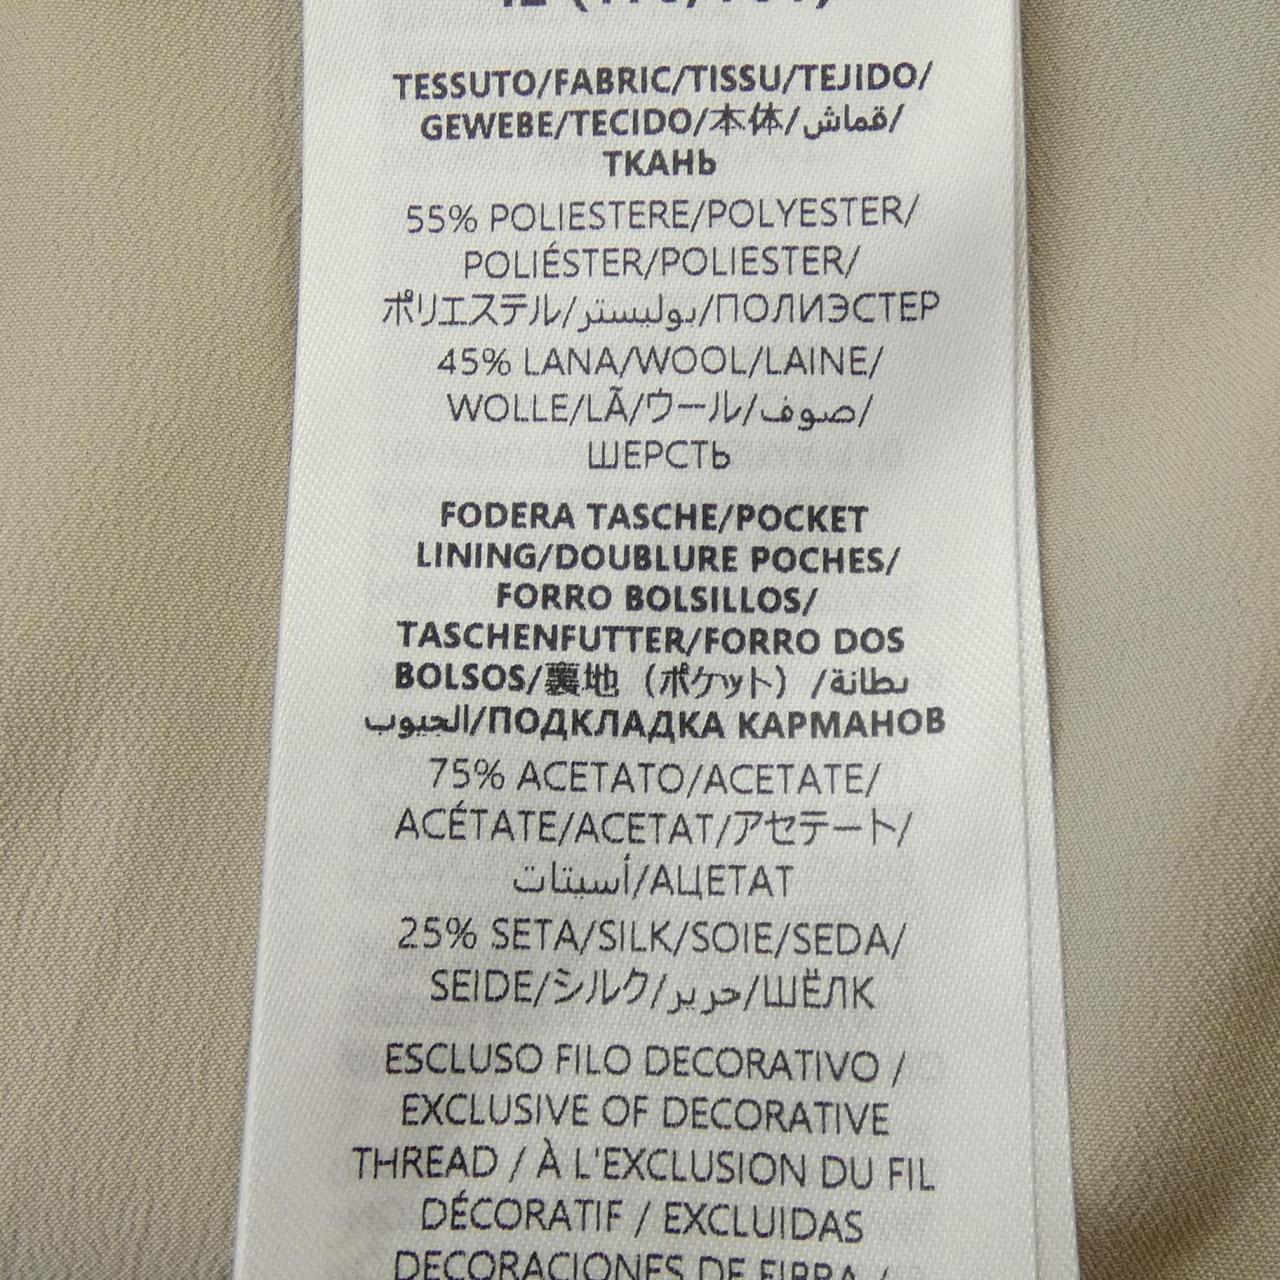 TESSUTO/FABRIC/TISSU/TEJIDO/
GEWEBE/TECIDO/本体/قماش/
ТКАНЬ
55% POLIESTERE/POLYESTER/
POLIÉSTER/POLIESTER/
ポリエステル/بوليستر/ПОЛИЭСТЕР
45% LANA/WOOL/LAINE/
WOLLE/LÃ/ウール/صوف/
ШЕРСТЬ
FODERA TASCHE/POCKET
LINING/DOUBLURE POCHES/
FORRO BOLSILLOS/
TASCHENFUTTER/FORRO DOS
BOLSOS/裏地（ポケット）/بطانة
الجيوب/ПОДКЛАДКА КАРМАНОВ
75% ACETATO/ACETATE/
ACÉTATE/ACETAT/アセテート/
أسيتات/АЦЕТАТ
25% SETA/SILK/SOIE/SEDA/
SEIDE/シルク/حرير/ШЁЛК
ESCLUSO FILO DECORATIVO /
EXCLUSIVE OF DECORATIVE
THREAD / À L'EXCLUSION DU FIL
DÉCORATIF / EXCLUIDAS
DECORACIONES DE FIBRA /